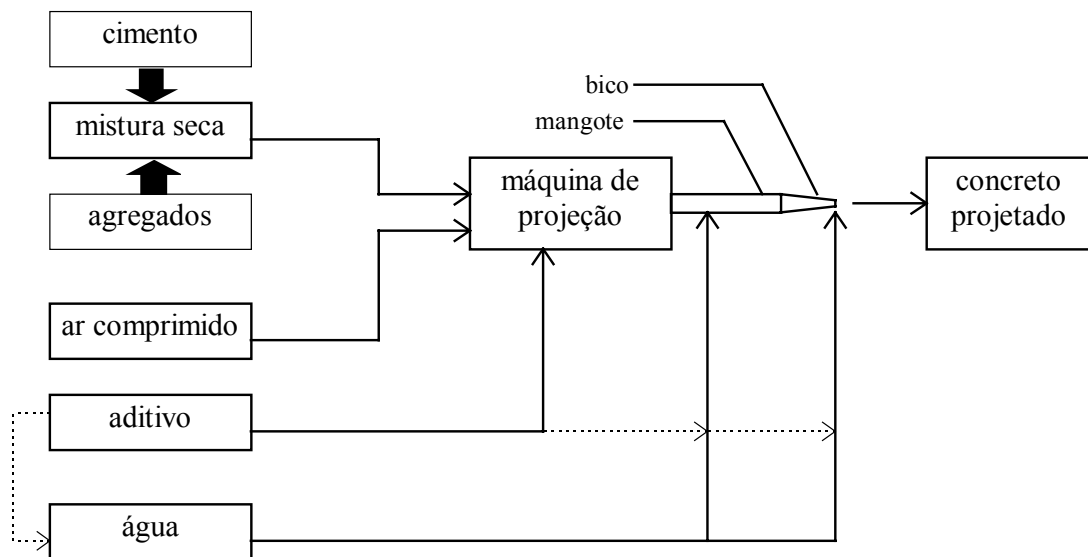 cimento
mistura seca
agregados
ar comprimido
aditivo
água
máquina de
projeção
bico
mangote
concreto
projetado